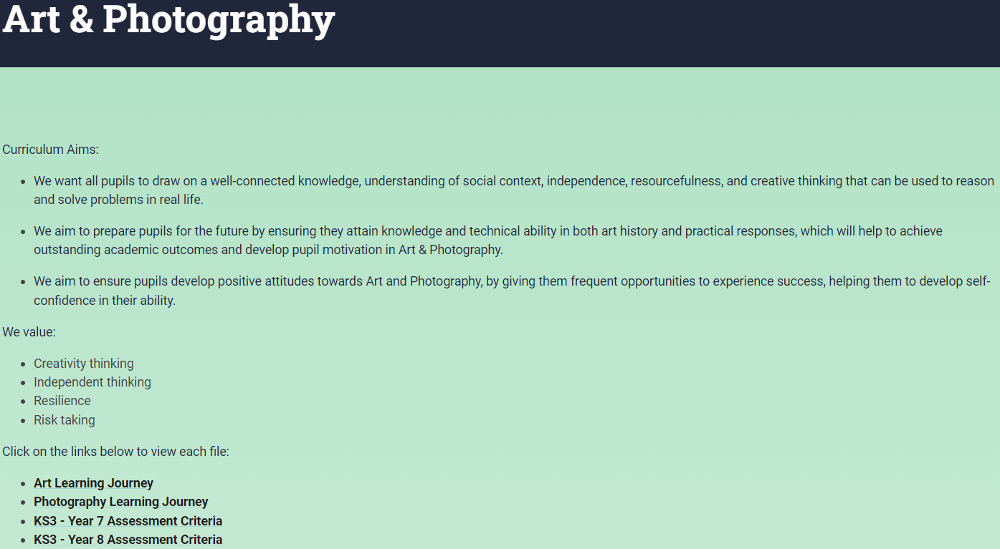 Art & Photography
Curriculum Aims:
We want all pupils to draw on a well-connected knowledge, understanding of social context, independence, resourcefulness, and creative thinking that can be used to reason
and solve problems in real life.
We aim to prepare pupils for the future by ensuring they attain knowledge and technical ability in both art history and practical responses, which will help to achieve
outstanding academic outcomes and develop pupil motivation in Art & Photography.
We aim to ensure pupils develop positive attitudes towards Art and Photography, by giving them frequent opportunities to experience success, helping them to develop self-
confidence in their ability.
We value:
Creativity thinking
Independent thinking
Resilience
Risk taking
Click on the links below to view each file:
Art Learning Journey
Photography Learning Journey
KS3 - Year 7 Assessment Criteria
KS3 - Year 8 Assessment Criteria